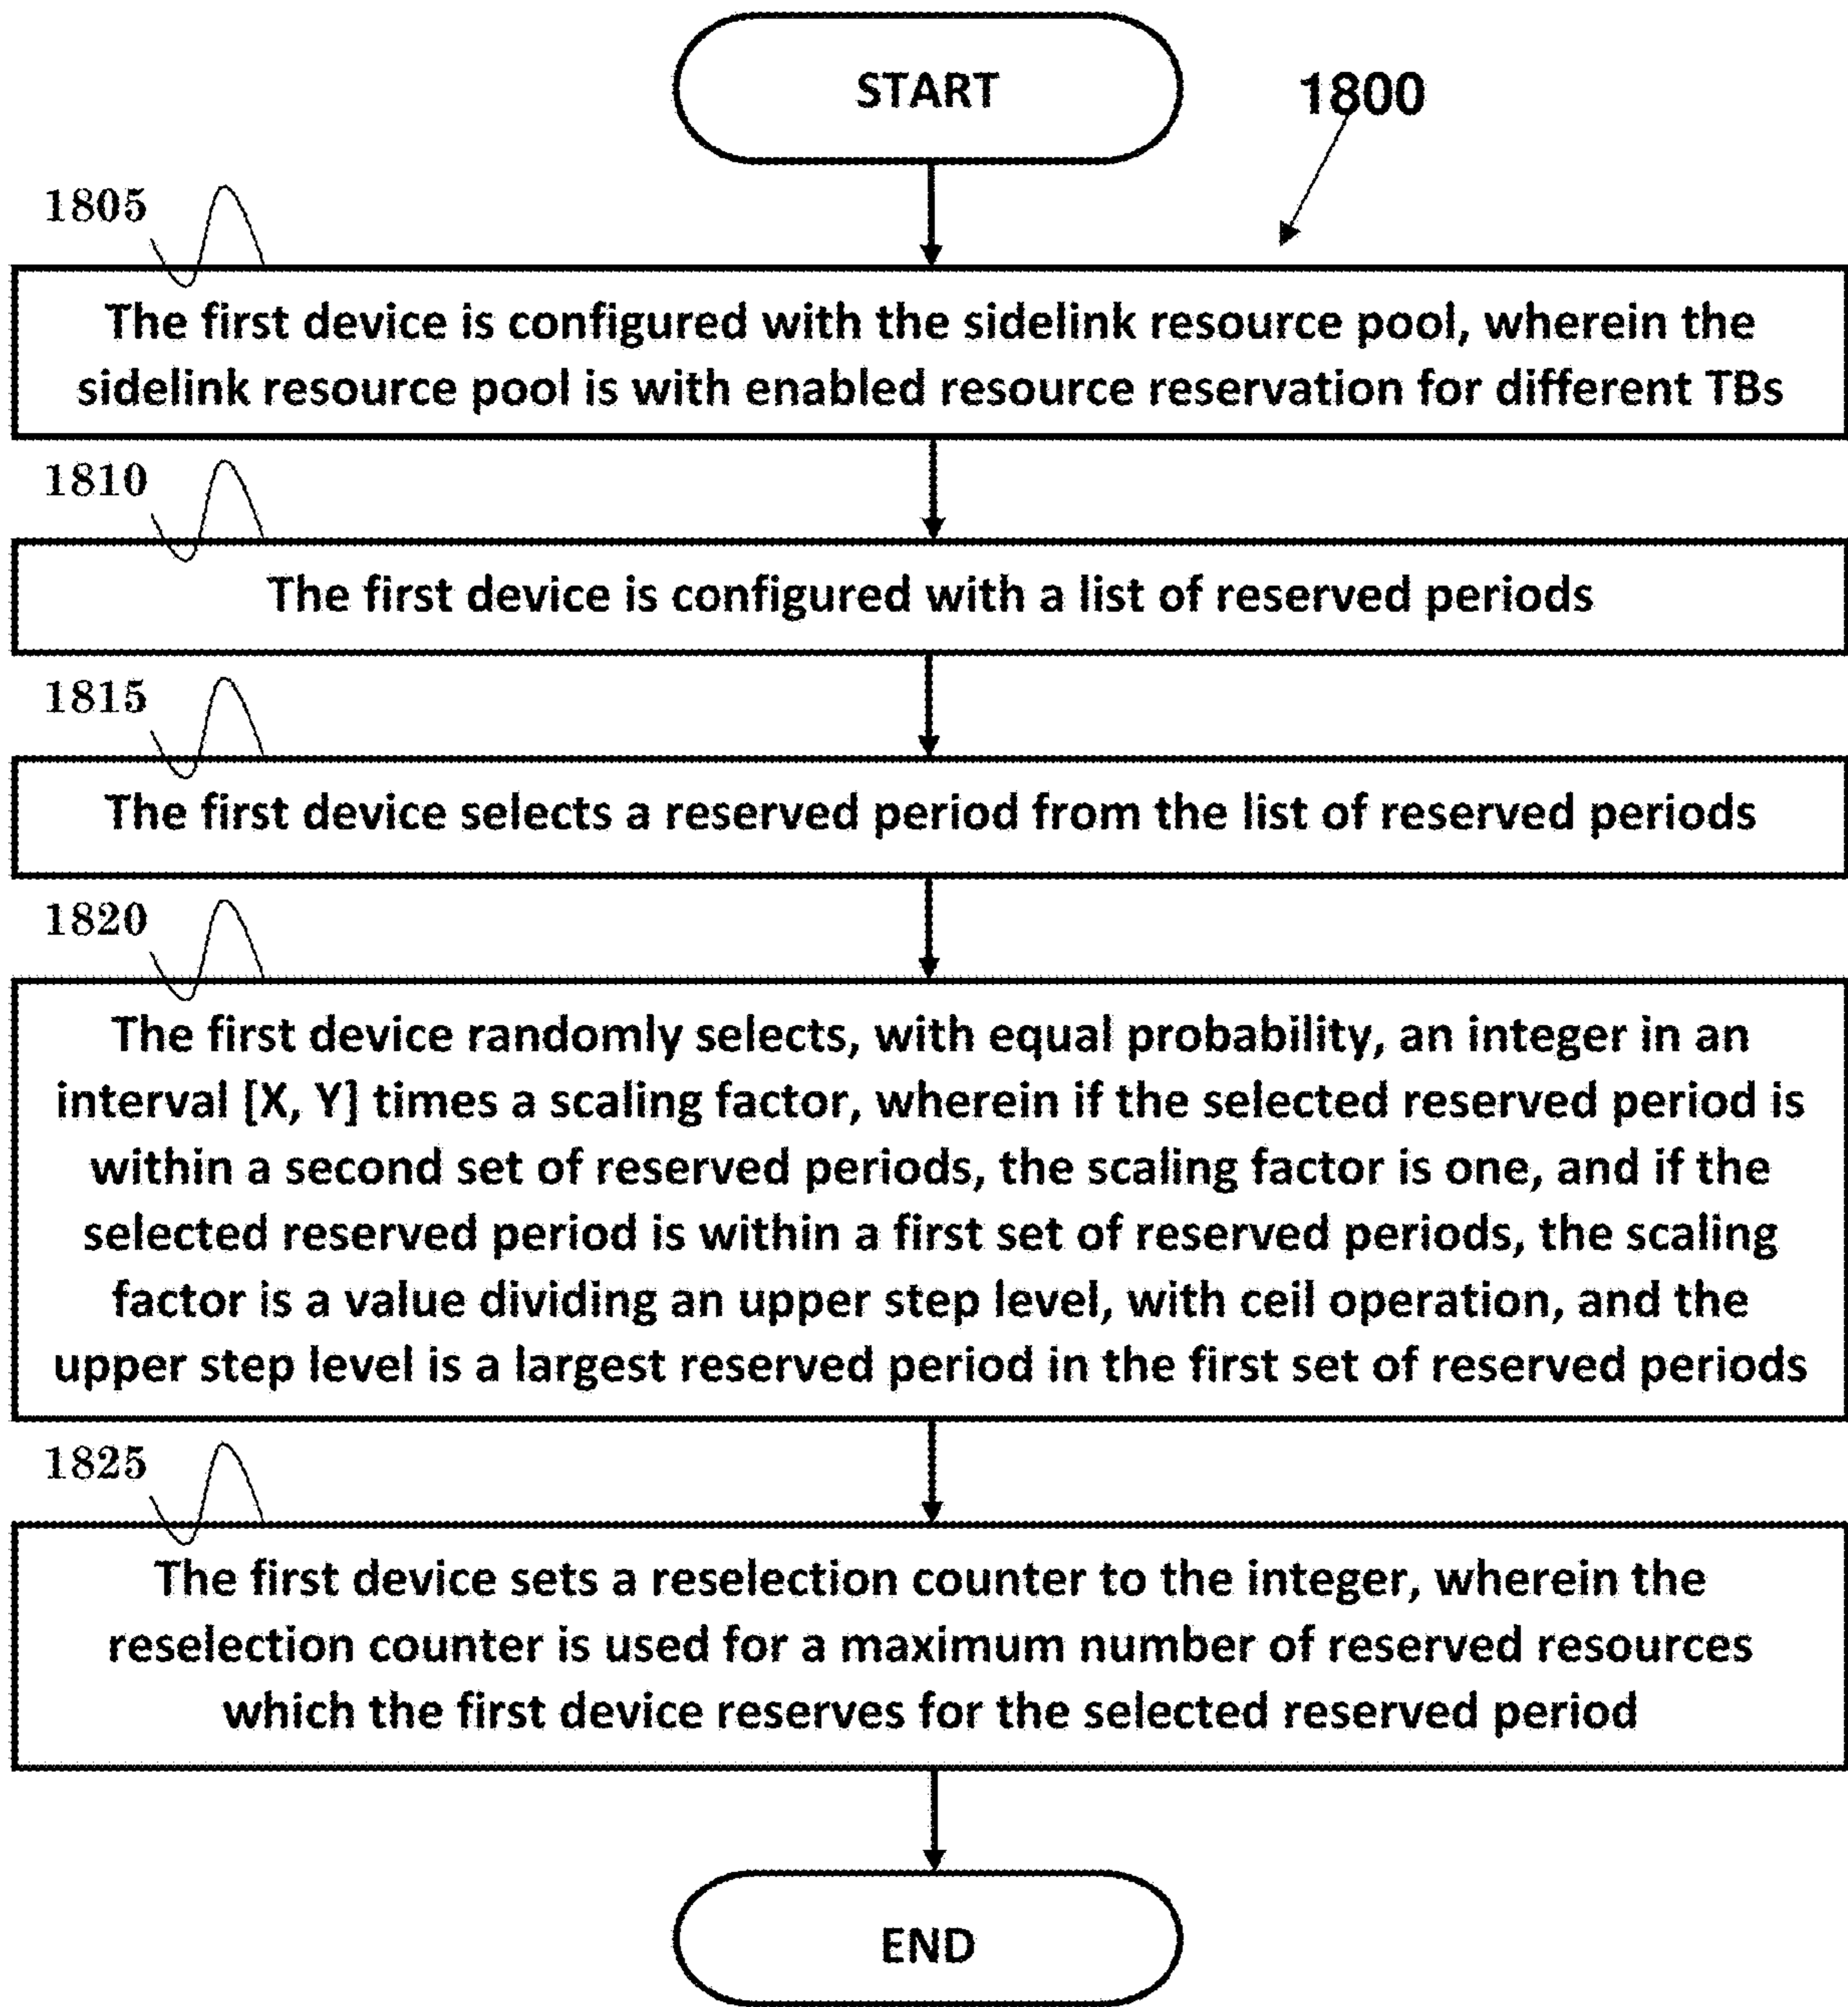 START
1800
1805
The first device is configured with the sidelink resource pool, wherein the
sidelink resource pool is with enabled resource reservation for different TBs
1810
The first device is configured with a list of reserved periods
1815
The first device selects a reserved period from the list of reserved periods
1820
The first device randomly selects, with equal probability, an integer in an
interval [X, Y] times a scaling factor, wherein if the selected reserved period is
within a second set of reserved periods, the scaling factor is one, and if the
selected reserved period is within a first set of reserved periods, the scaling
factor is a value dividing an upper step level, with ceil operation, and the
upper step level is a largest reserved period in the first set of reserved periods
1825
The first device sets a reselection counter to the integer, wherein the
reselection counter is used for a maximum number of reserved resources
which the first device reserves for the selected reserved period
END